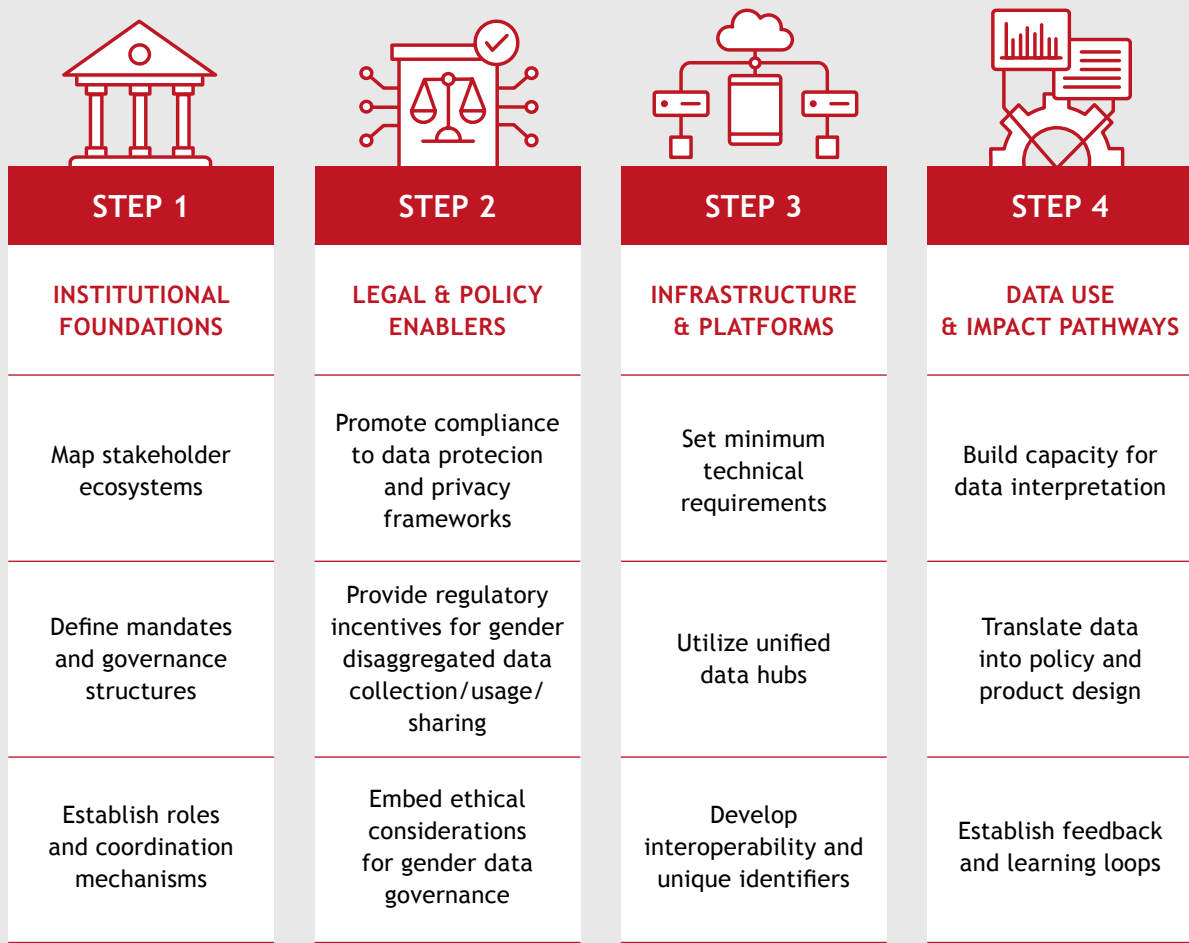 STEP 1
INSTITUTIONAL
FOUNDATIONS
Map stakeholder
ecosystems
Define mandates
and governance
structures
Establish roles
and coordination
mechanisms
STEP 2
LEGAL & POLICY
ENABLERS
Promote compliance
to data protecion
and privacy
frameworks
Provide regulatory
incentives for gender
disaggregated data
collection/usage/
sharing
Embed ethical
considerations
for gender data
governance
STEP 3
INFRASTRUCTURE
& PLATFORMS
Set minimum
technical
requirements
Utilize unified
data hubs
Develop
interoperability and
unique identifiers
STEP 4
DATA USE
& IMPACT PATHWAYS
Build capacity for
data interpretation
Translate data
into policy and
product design
Establish feedback
and learning loops